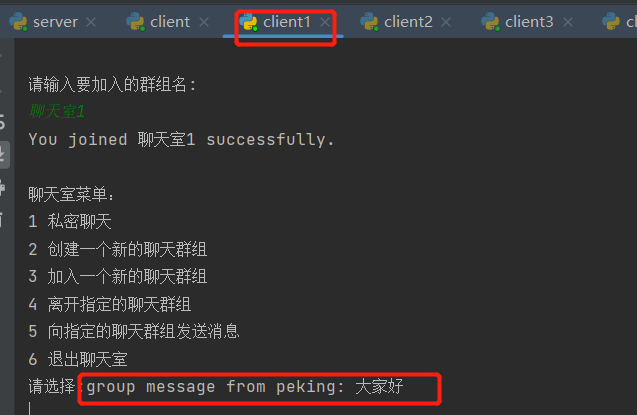 server client client1 client2 client3
请输入要加入的群组名:
聊天室1
You joined 聊天室1 successfully.
聊天室菜单:
1 私密聊天
2 创建一个新的聊天群组
3 加入一个新的聊天群组
4 离开指定的聊天群组
5 向指定的聊天群组发送消息
6 退出聊天室
请选择:group message from peking: 大家好